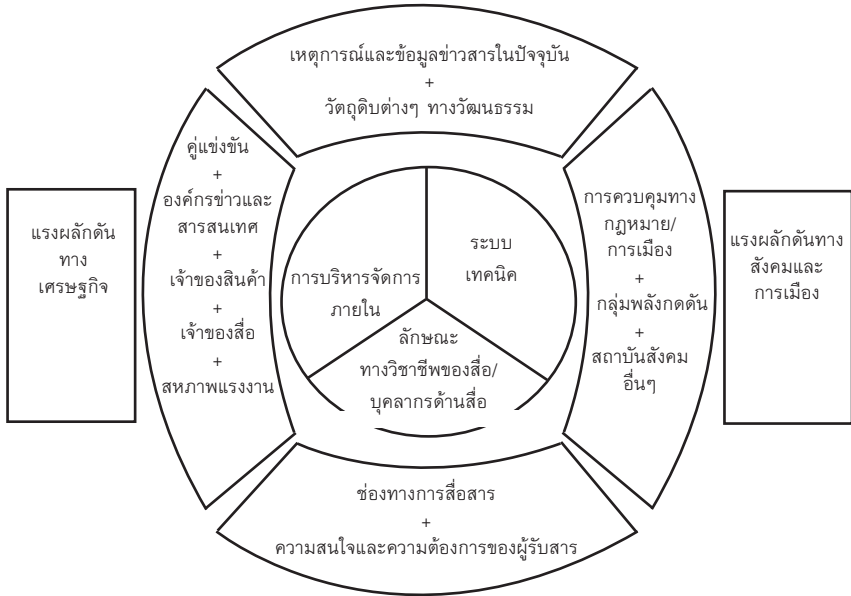 เหตุการณ์และข้อมูลข่าวสารในปัจจุบัน
+
วัตถุดิบต่างๆ ทางวัฒนธรรม
คู่แข่งขัน
+
องค์กรข่าวและ
สารสนเทศ
+
เจ้าของสินค้า
+
เจ้าของสื่อ
+
สหภาพแรงงาน
แรงผลักดัน
ทาง
เศรษฐกิจ
การบริหารจัดการ
ภายใน
ระบบ
เทคนิค
ลักษณะ
ทางวิชาชีพของสื่อ/
บุคลากรด้านสื่อ
การควบคุมทาง
กฎหมาย/
การเมือง
+
กลุ่มพลังกดดัน
+
สถาบันสังคม
อื่นๆ
แรงผลักดันทาง
สังคมและ
การเมือง
ช่องทางการสื่อสาร
+
ความสนใจและความต้องการของผู้รับสาร